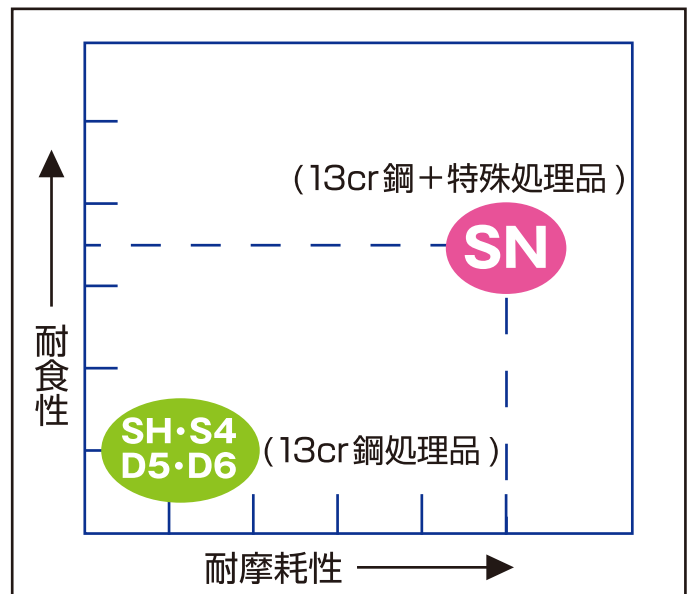 (13cr鋼＋特殊処理品)
SN
耐食性
SH・S4
D5・D6
(13cr鋼処理品)
耐摩耗性